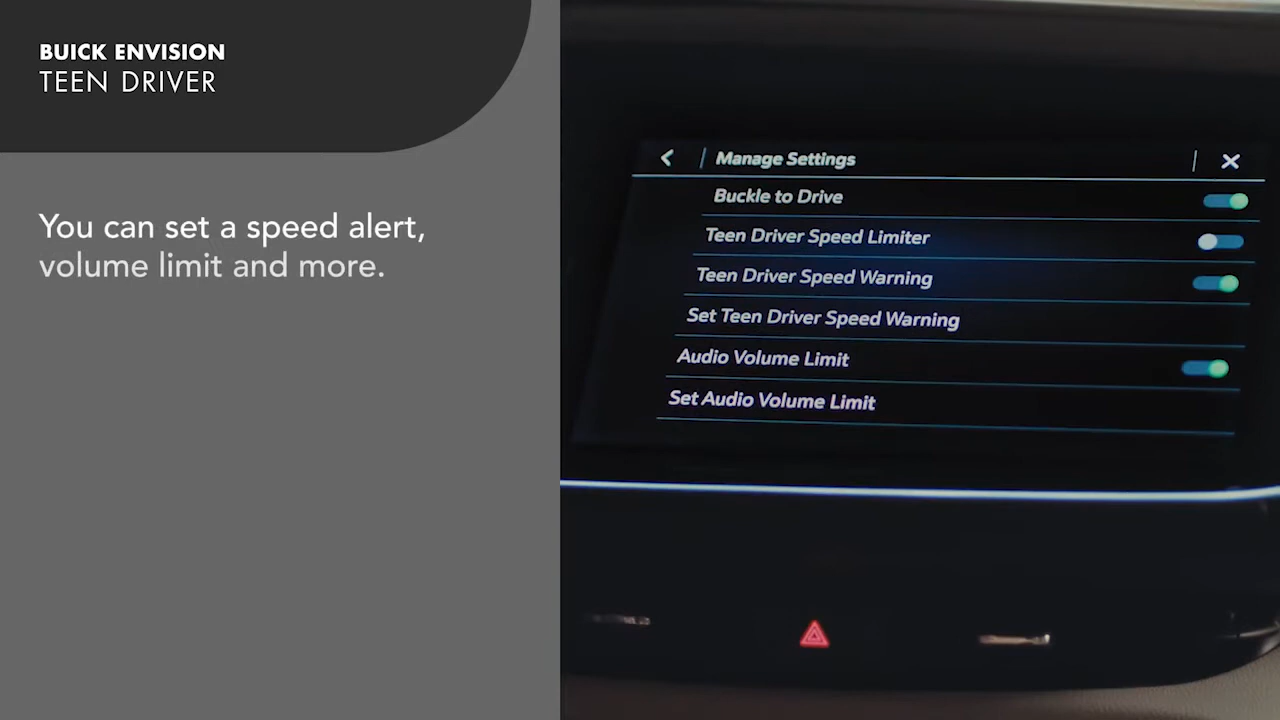 BUICK ENVISION
TEEN DRIVER
You can set a speed alert,
volume limit and more.
Manage Settings
Buckle to Drive
Teen Driver Speed Limiter
Teen Driver Speed Warning
Set Teen Driver Speed Warning
Audio Volume Limit
Set Audio Volume Limit